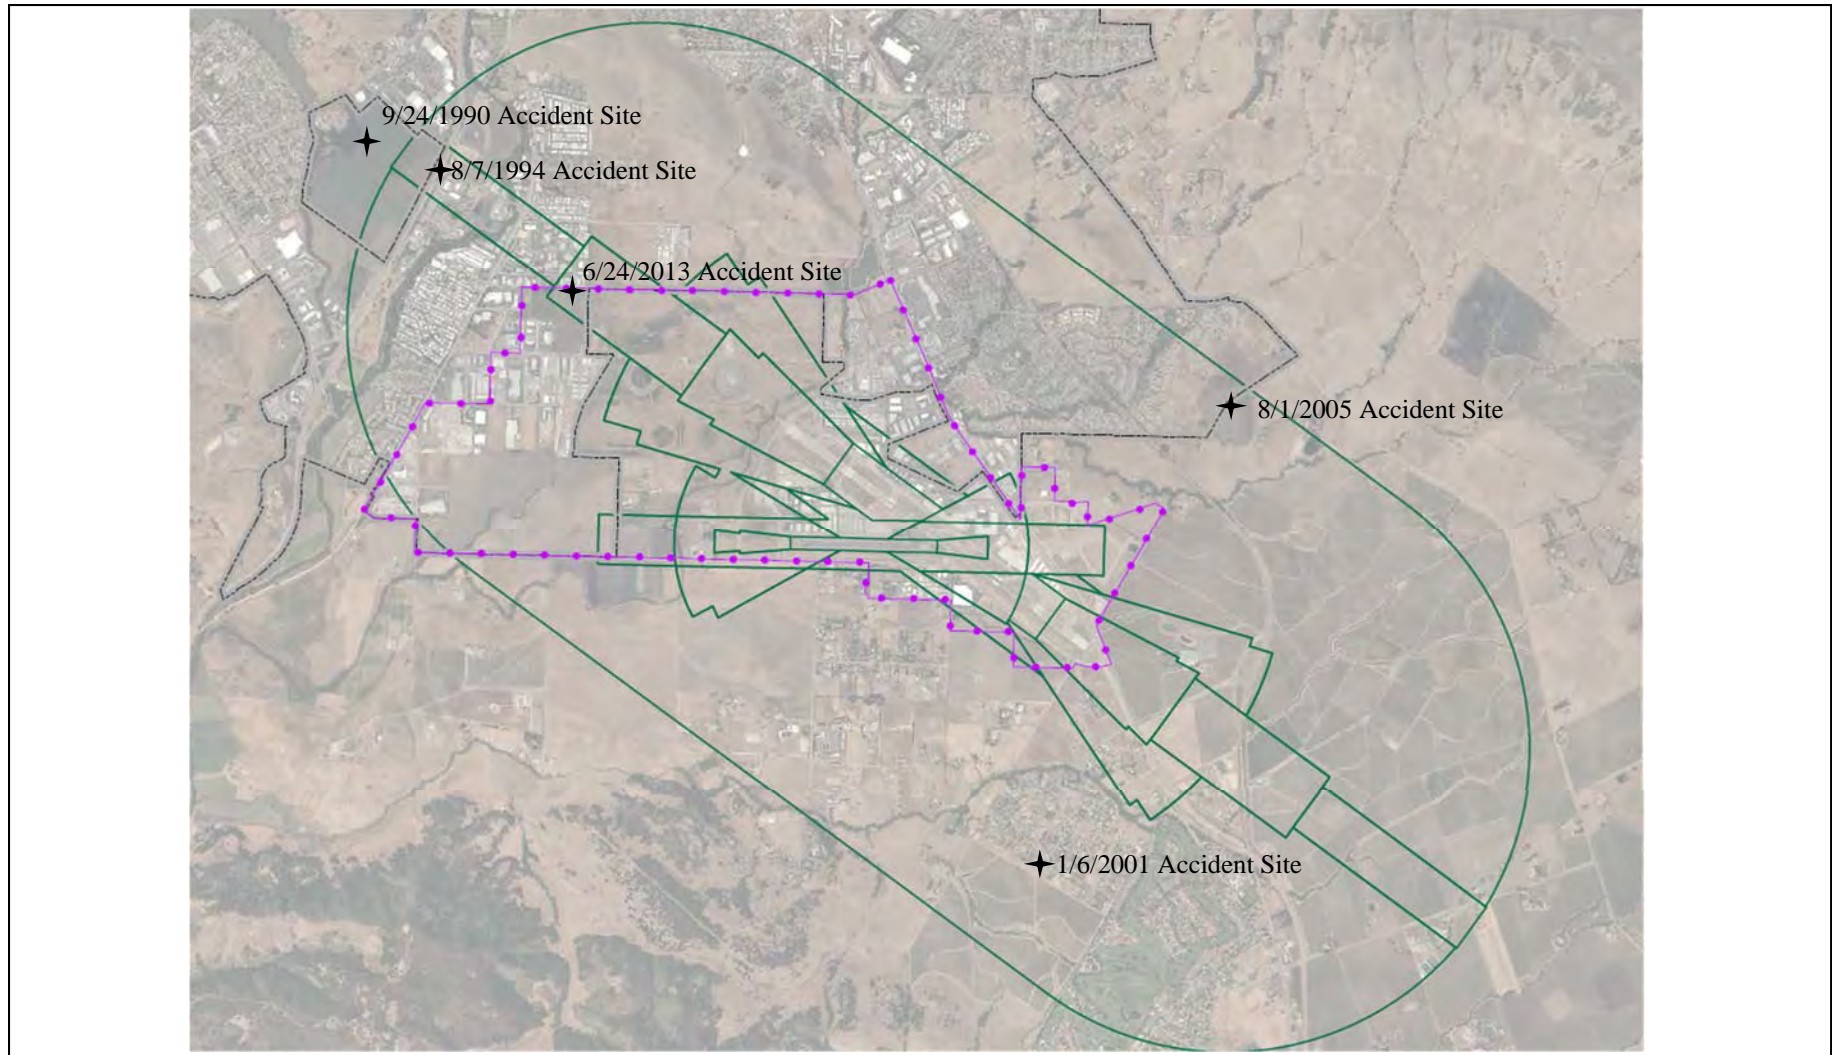 9/24/1990 Accident Site
8/7/1994 Accident Site
6/24/2013 Accident Site
8/1/2005 Accident Site
1/6/2001 Accident Site